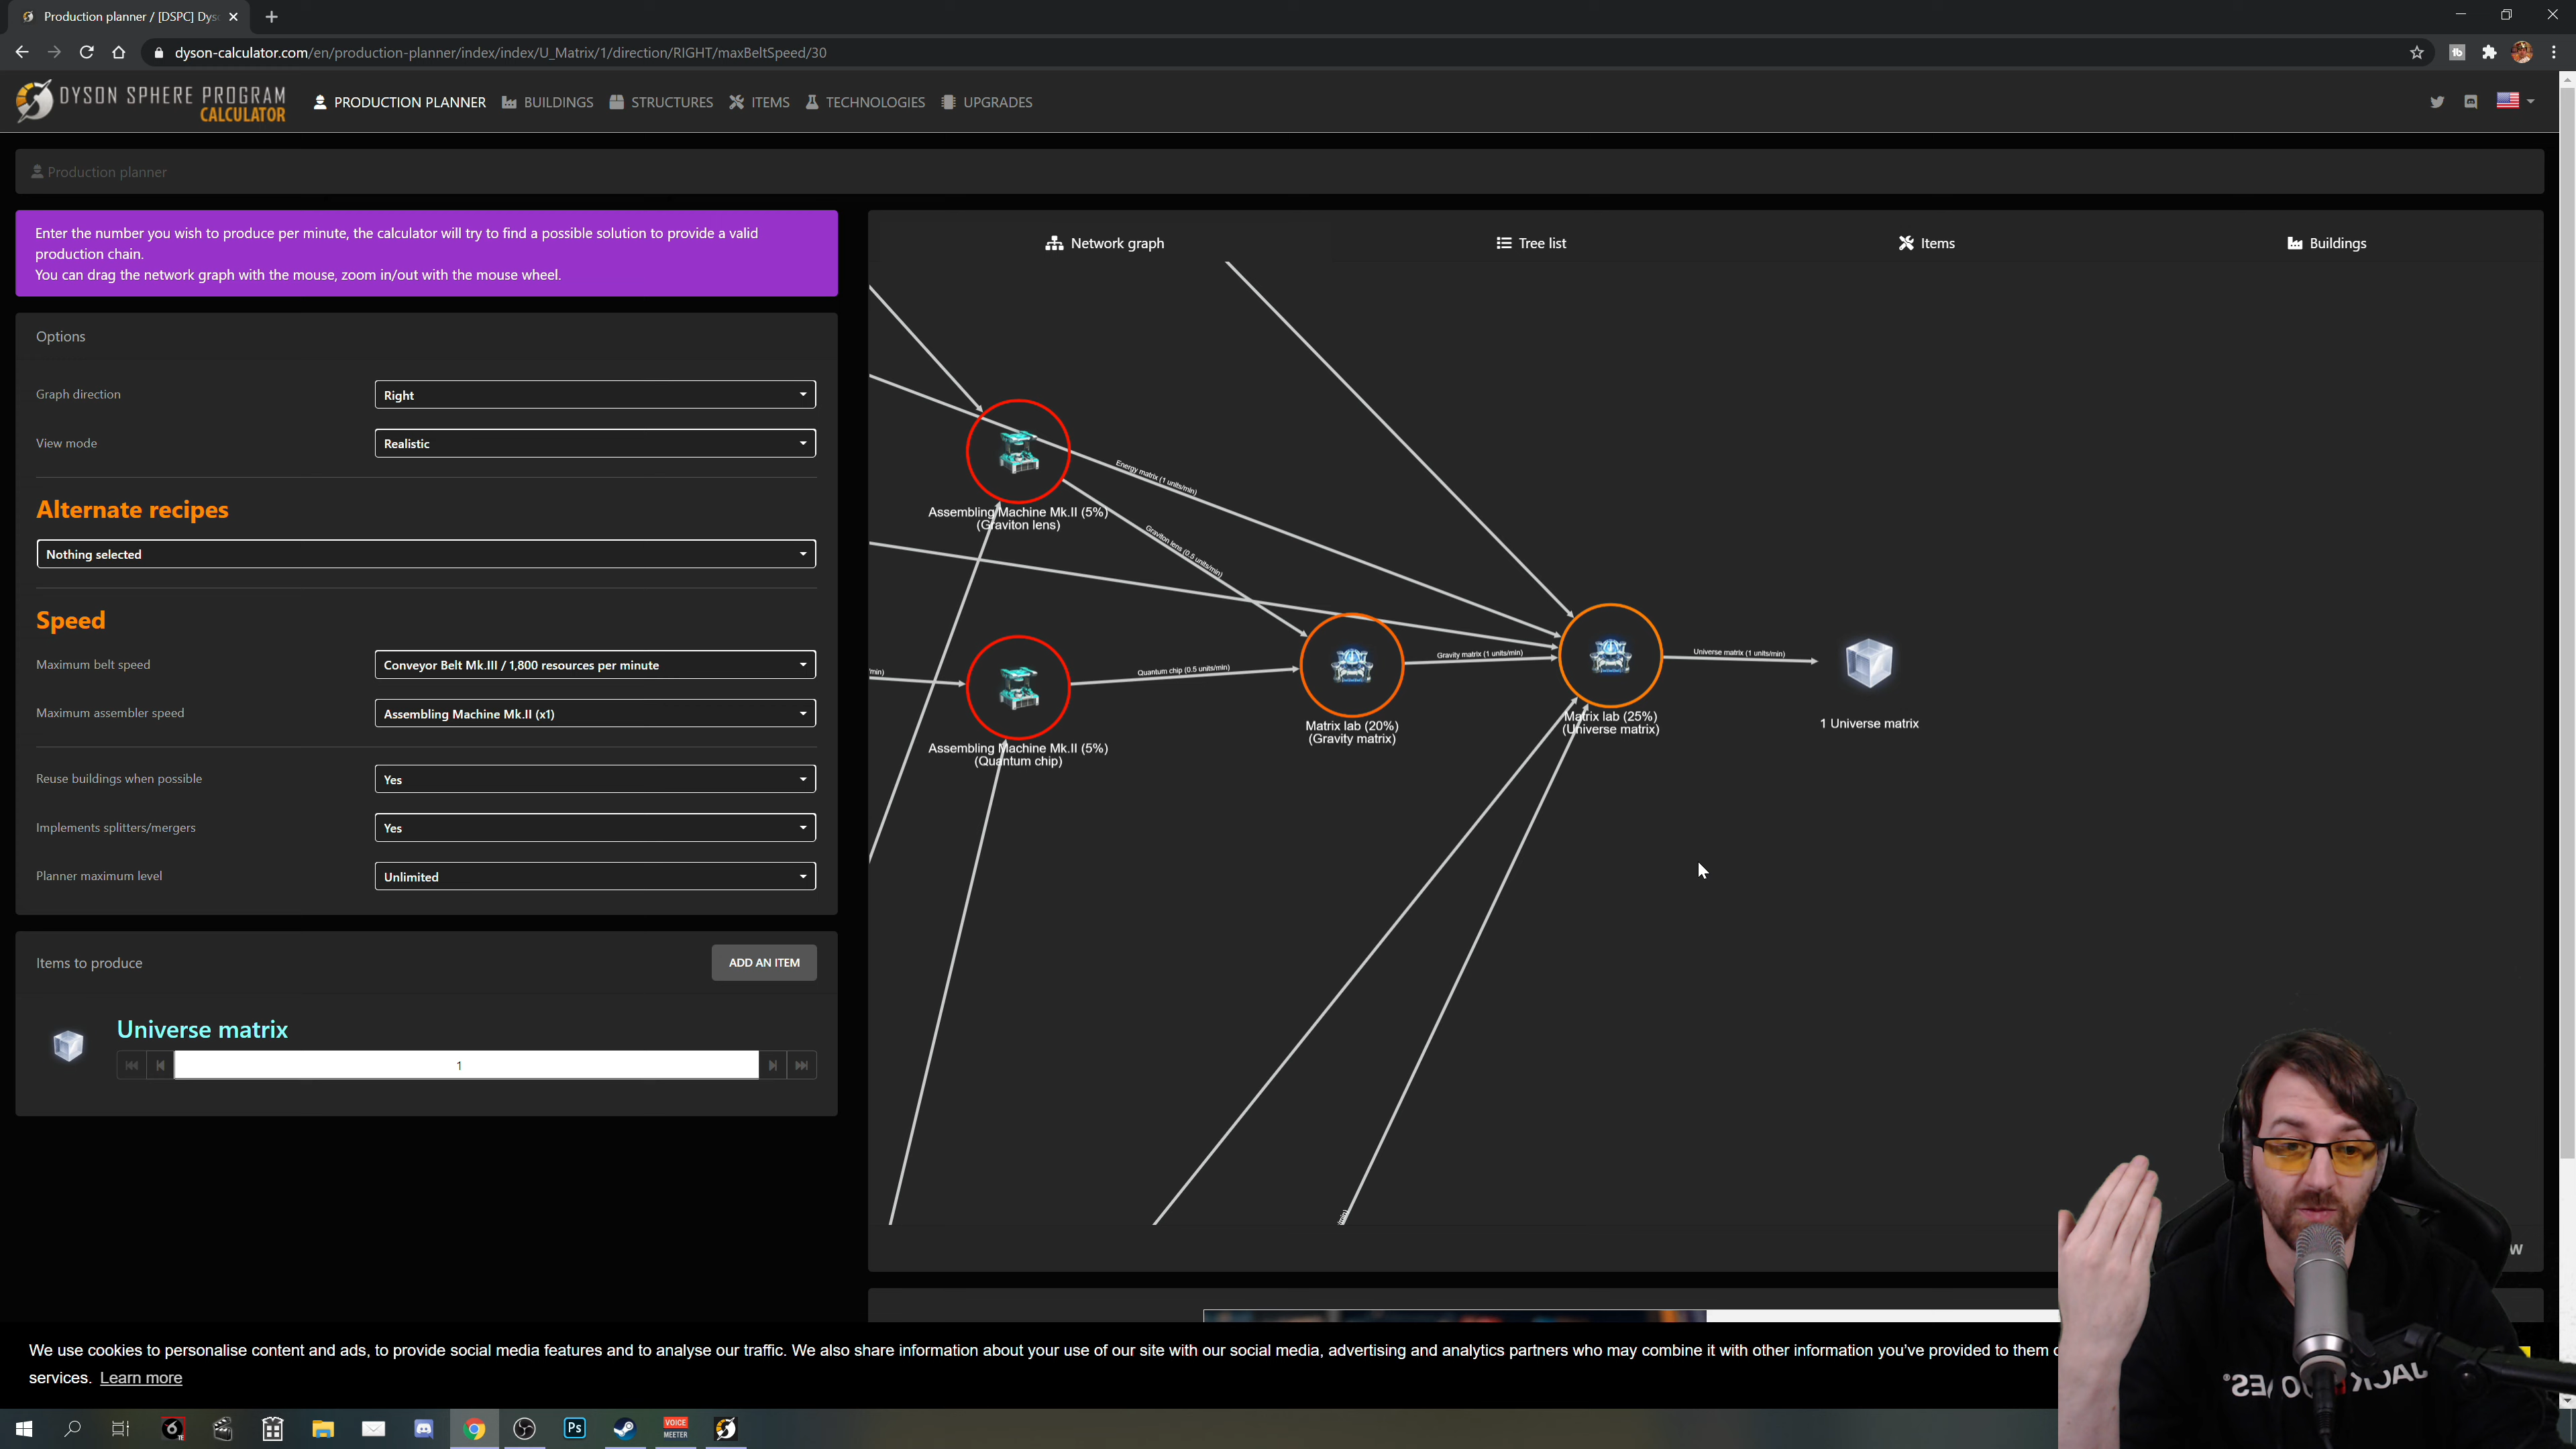 Production planner / [DSPC] Dys
dyson-calculator.com/en/production-planner/index/index/U_Matrix/1/direction/RIGHT/maxBeltSpeed/30
DYSON SPHERE PROGRAM
CALCULATOR
PRODUCTION PLANNER
BUILDINGS
STRUCTURES
ITEMS
TECHNOLOGIES
UPGRADES
Production planner
Enter the number you wish to produce per minute, the calculator will try to find a possible solution to provide a valid
production chain.
You can drag the network graph with the mouse, zoom in/out with the mouse wheel.
Options
Graph direction
Right
View mode
Realistic
Alternate recipes
Nothing selected
Speed
Maximum belt speed
Conveyor Belt Mk.III / 1,800 resources per minute
Maximum assembler speed
Assembling Machine Mk.II (x1)
Reuse buildings when possible
Yes
Implements splitters/mergers
Yes
Planner maximum level
Unlimited
Items to produce
ADD AN ITEM
Universe matrix
1
Network graph
Tree list
Items
Buildings
Energy matrix (1 units/min)
Assembling Machine Mk.II (5%)
(Graviton lens)
Graviton lens (0.5 units/min)
/min)
Quantum chip (0.5 units/min)
Gravity matrix (1 units/min)
Universe matrix (1 units/min)
Assembling Machine Mk.II (5%)
(Quantum chip)
Matrix lab (20%)
(Gravity matrix)
Matrix lab (25%)
(Universe matrix)
1 Universe matrix
/min)
W
We use cookies to personalise content and ads, to provide social media features and to analyse our traffic. We also share information about your use of our site with our social media, advertising and analytics partners who may combine it with other information you've provided to them
services. Learn more
Ps
VOICE
MEETER